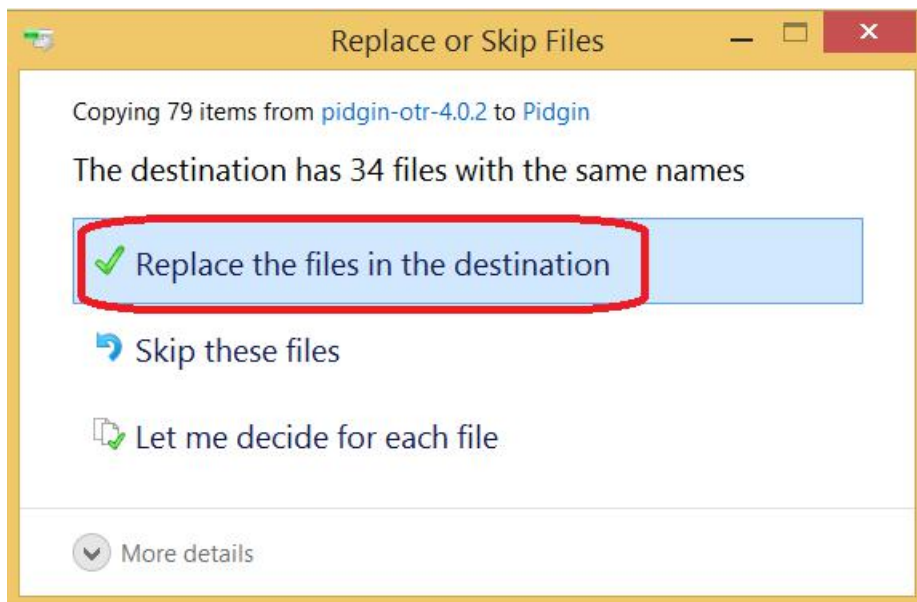 Replace or Skip Files
Copying 79 items from pidgin-otr-4.0.2 to Pidgin
The destination has 34 files with the same names
Replace the files in the destination
Skip these files
Let me decide for each file
More details